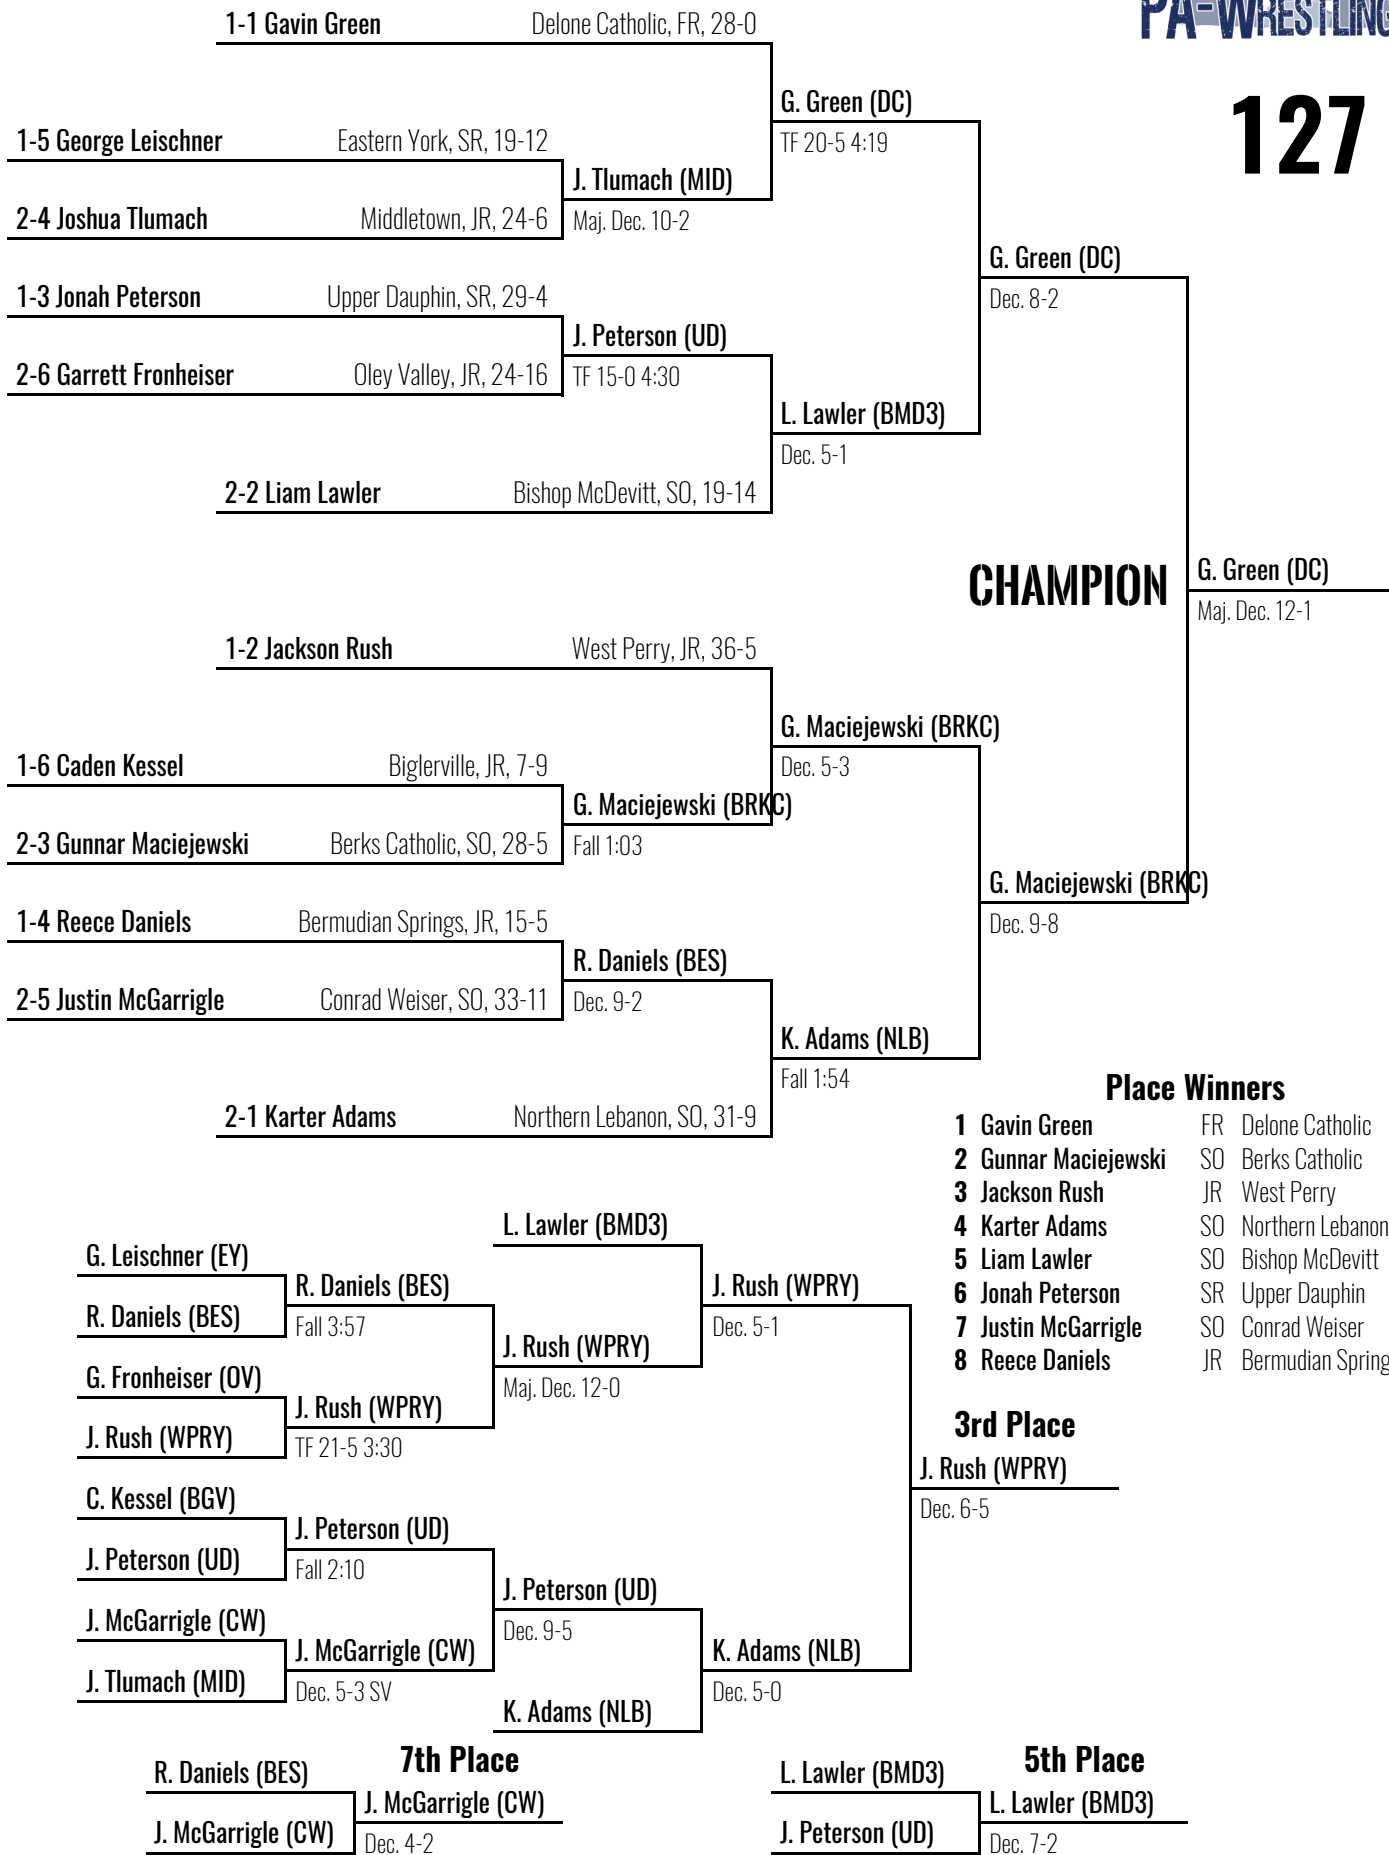 PA-WRESTLING
127
1-1 Gavin Green Delone Catholic, FR, 28-0
G. Green (DC)
TF 20-5 4:19
1-5 George Leischner Eastern York, SR, 19-12
J. Tlumach (MID)
Maj. Dec. 10-2
2-4 Joshua Tlumach Middletown, JR, 24-6
G. Green (DC)
Dec. 8-2
1-3 Jonah Peterson Upper Dauphin, SR, 29-4
J. Peterson (UD)
TF 15-0 4:30
2-6 Garrett Fronheiser Oley Valley, JR, 24-16
L. Lawler (BMD3)
Dec. 5-1
2-2 Liam Lawler Bishop McDevitt, SO, 19-14
CHAMPION
G. Green (DC)
Maj. Dec. 12-1
1-2 Jackson Rush West Perry, JR, 36-5
G. Maciejewski (BRKC)
Dec. 5-3
1-6 Caden Kessel Biglerville, JR, 7-9
G. Maciejewski (BRKC)
Fall 1:03
2-3 Gunnar Maciejewski Berks Catholic, SO, 28-5
G. Maciejewski (BRKC)
Dec. 9-8
1-4 Reece Daniels Bermudian Springs, JR, 15-5
R. Daniels (BES)
Dec. 9-2
2-5 Justin McGarrigle Conrad Weiser, SO, 33-11
K. Adams (NLB)
Fall 1:54
2-1 Karter Adams Northern Lebanon, SO, 31-9
Place Winners
1 Gavin Green FR Delone Catholic
2 Gunnar Maciejewski SO Berks Catholic
3 Jackson Rush JR West Perry
4 Karter Adams SO Northern Lebanon
5 Liam Lawler SO Bishop McDevitt
6 Jonah Peterson SR Upper Dauphin
7 Justin McGarrigle SO Conrad Weiser
8 Reece Daniels JR Bermudian Spring
L. Lawler (BMD3)
G. Leischner (EY)
R. Daniels (BES)
Fall 3:57
R. Daniels (BES)
J. Rush (WPRY)
Dec. 5-1
J. Rush (WPRY)
Maj. Dec. 12-0
G. Fronheiser (OV)
J. Rush (WPRY)
TF 21-5 3:30
J. Rush (WPRY)
3rd Place
J. Rush (WPRY)
Dec. 6-5
C. Kessel (BGV)
J. Peterson (UD)
Fall 2:10
J. Peterson (UD)
J. Peterson (UD)
Dec. 9-5
J. McGarrigle (CW)
J. McGarrigle (CW)
Dec. 5-3 SV
J. Tlumach (MID)
K. Adams (NLB)
Dec. 5-0
K. Adams (NLB)
7th Place
R. Daniels (BES)
J. McGarrigle (CW)
Dec. 4-2
J. McGarrigle (CW)
5th Place
L. Lawler (BMD3)
L. Lawler (BMD3)
Dec. 7-2
J. Peterson (UD)